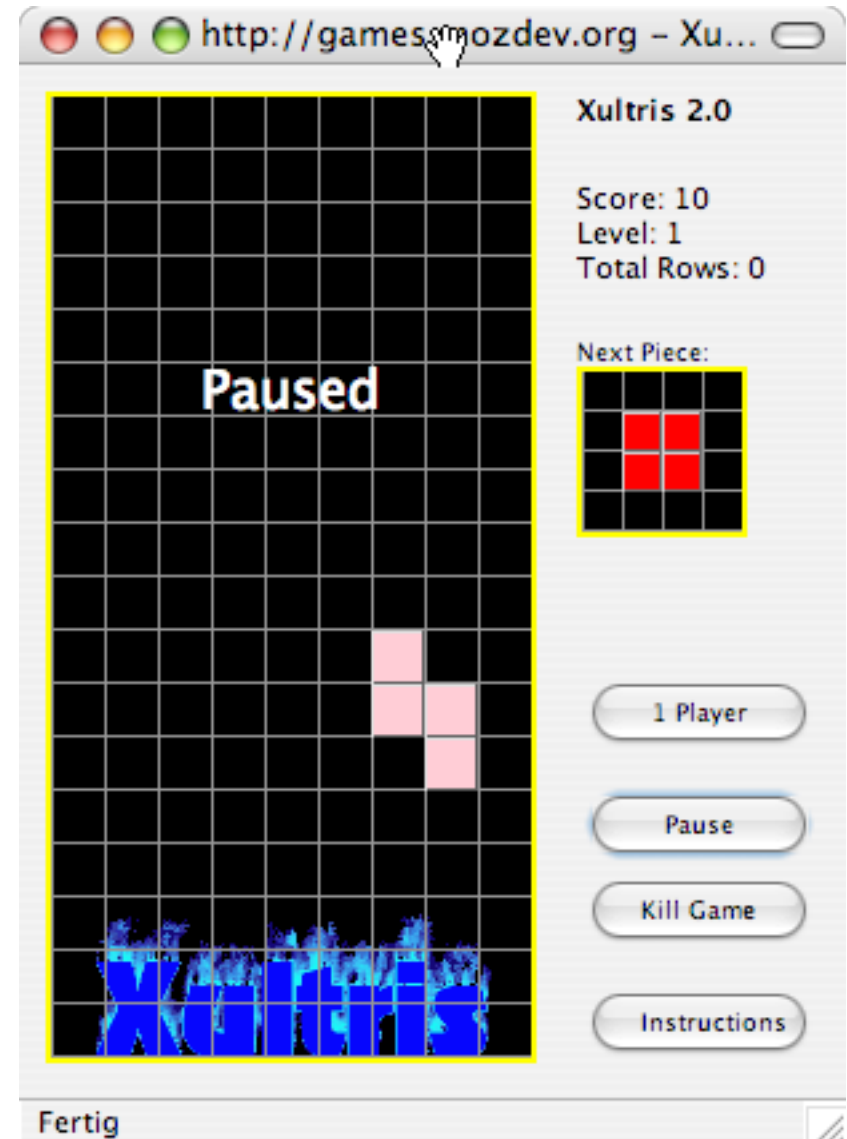 http://games.mozdev.org – Xu...
Xultris 2.0
Score: 10
Level: 1
Total Rows: 0
Next Piece:
Paused
1 Player
Pause
Kill Game
Instructions
Xultris
Fertig